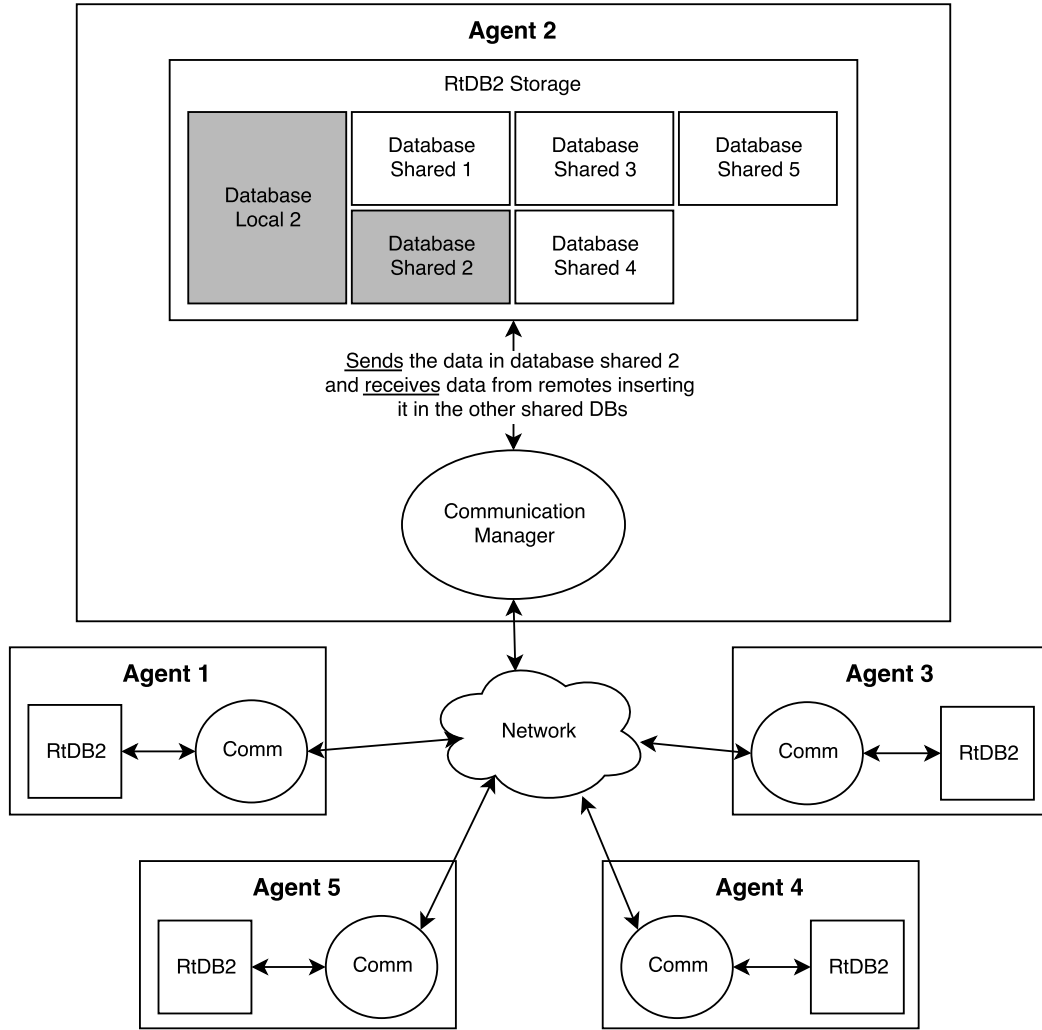 Agent 2
RtDB2 Storage
Database
Local 2
Database
Shared 1
Database
Shared 3
Database
Shared 5
Database
Shared 2
Database
Shared 4
Sends the data in database shared 2
and receives data from remotes inserting
it in the other shared DBs
Communication
Manager
Agent 1
RtDB2
Comm
Network
Agent 3
Comm
RtDB2
Agent 5
RtDB2
Comm
Agent 4
Comm
RtDB2